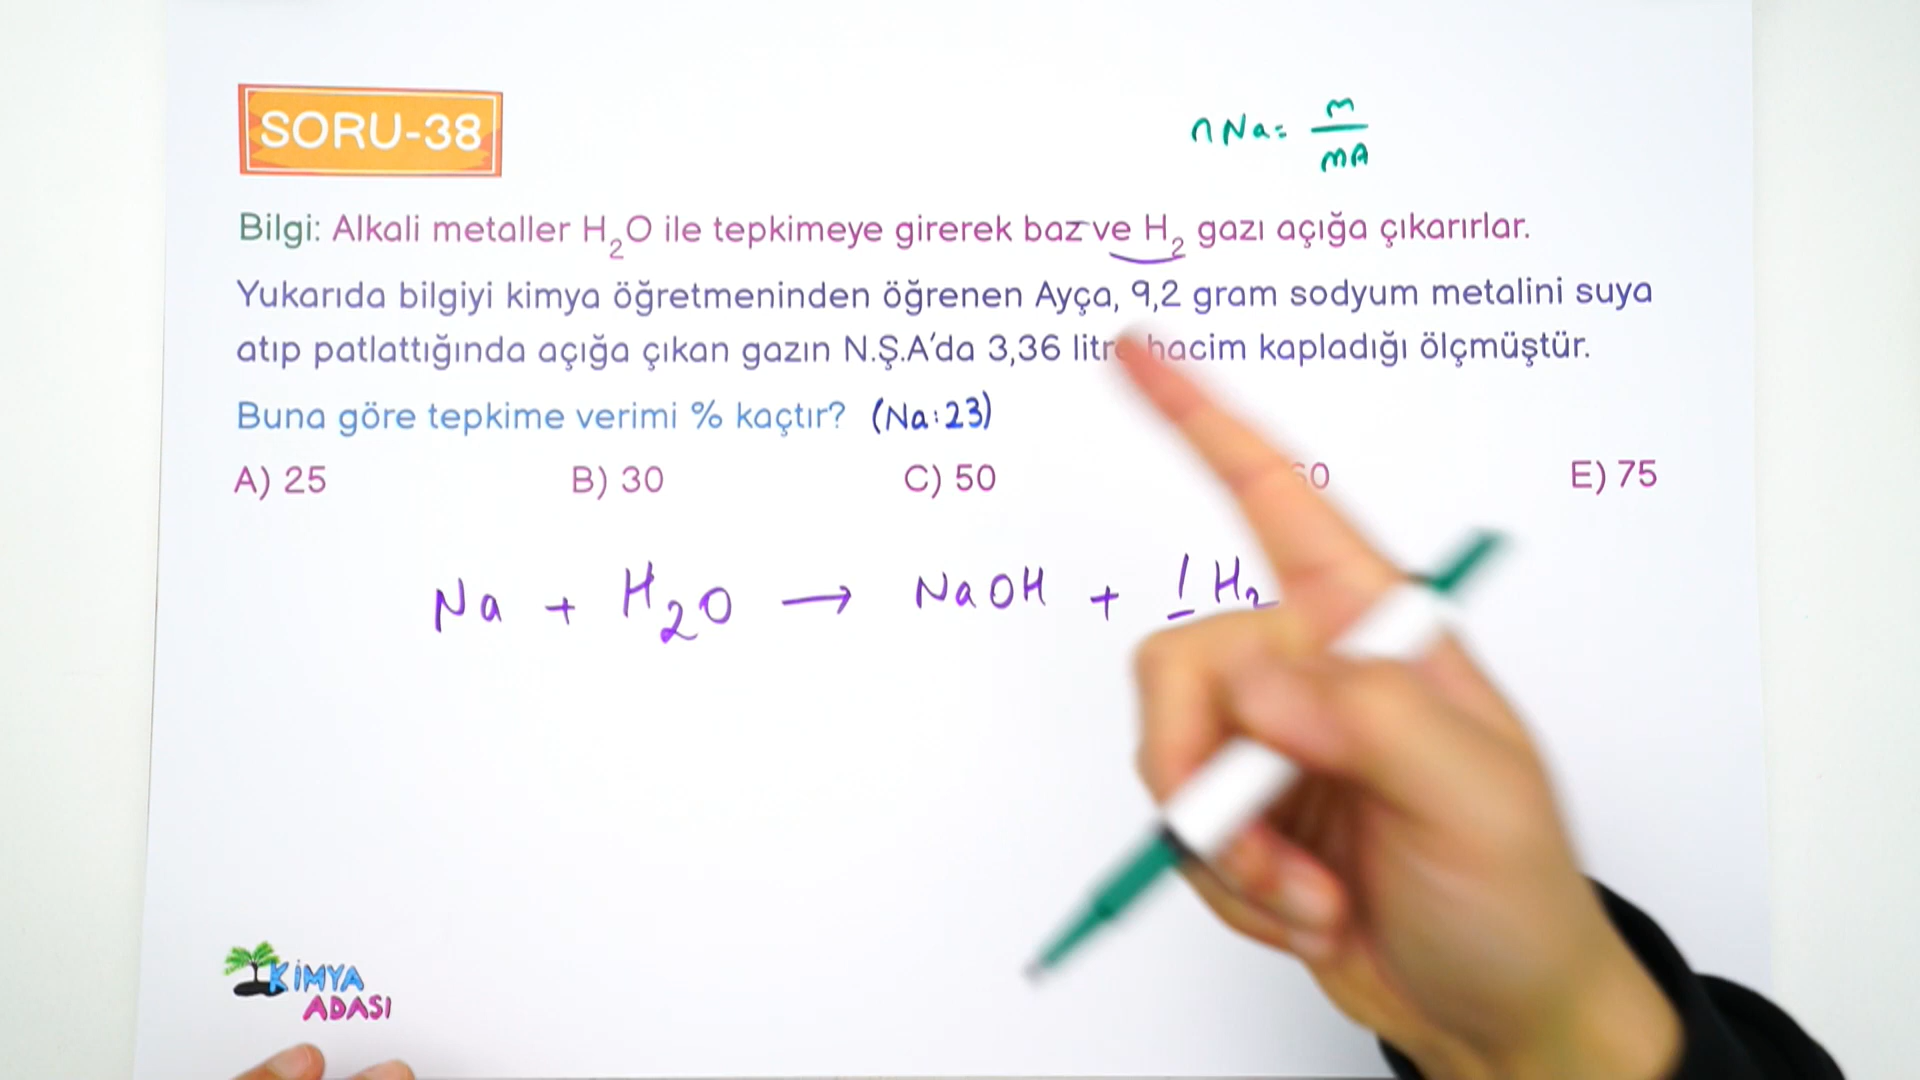 SORU-38
n Na = m / MA
Bilgi: Alkali metaller H₂O ile tepkimeye girerek baz ve H₂ gazı açığa çıkarırlar.
Yukarıda bilgiyi kimya öğretmeninden öğrenen Ayça, 9,2 gram sodyum metalini suya
atıp patlattığında açığa çıkan gazın N.Ş.A'da 3,36 litre hacim kapladığı ölçmüştür.
Buna göre tepkime verimi % kaçtır? (Na:23)
A) 25 B) 30 C) 50 60 E) 75
Na + H₂O → NaOH + 1 H₂
KİMYA
ADASI